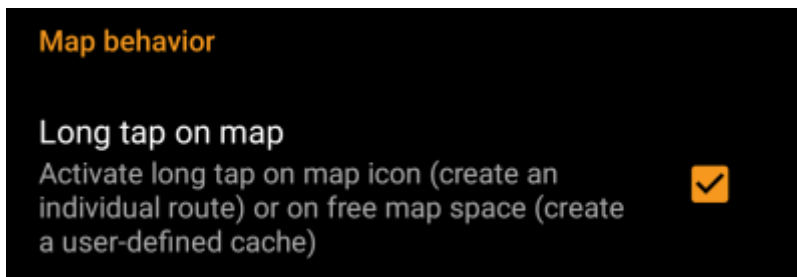 Map behavior
Long tap on map
Activate long tap on map icon (create an
individual route) or on free map space (create
a user-defined cache)